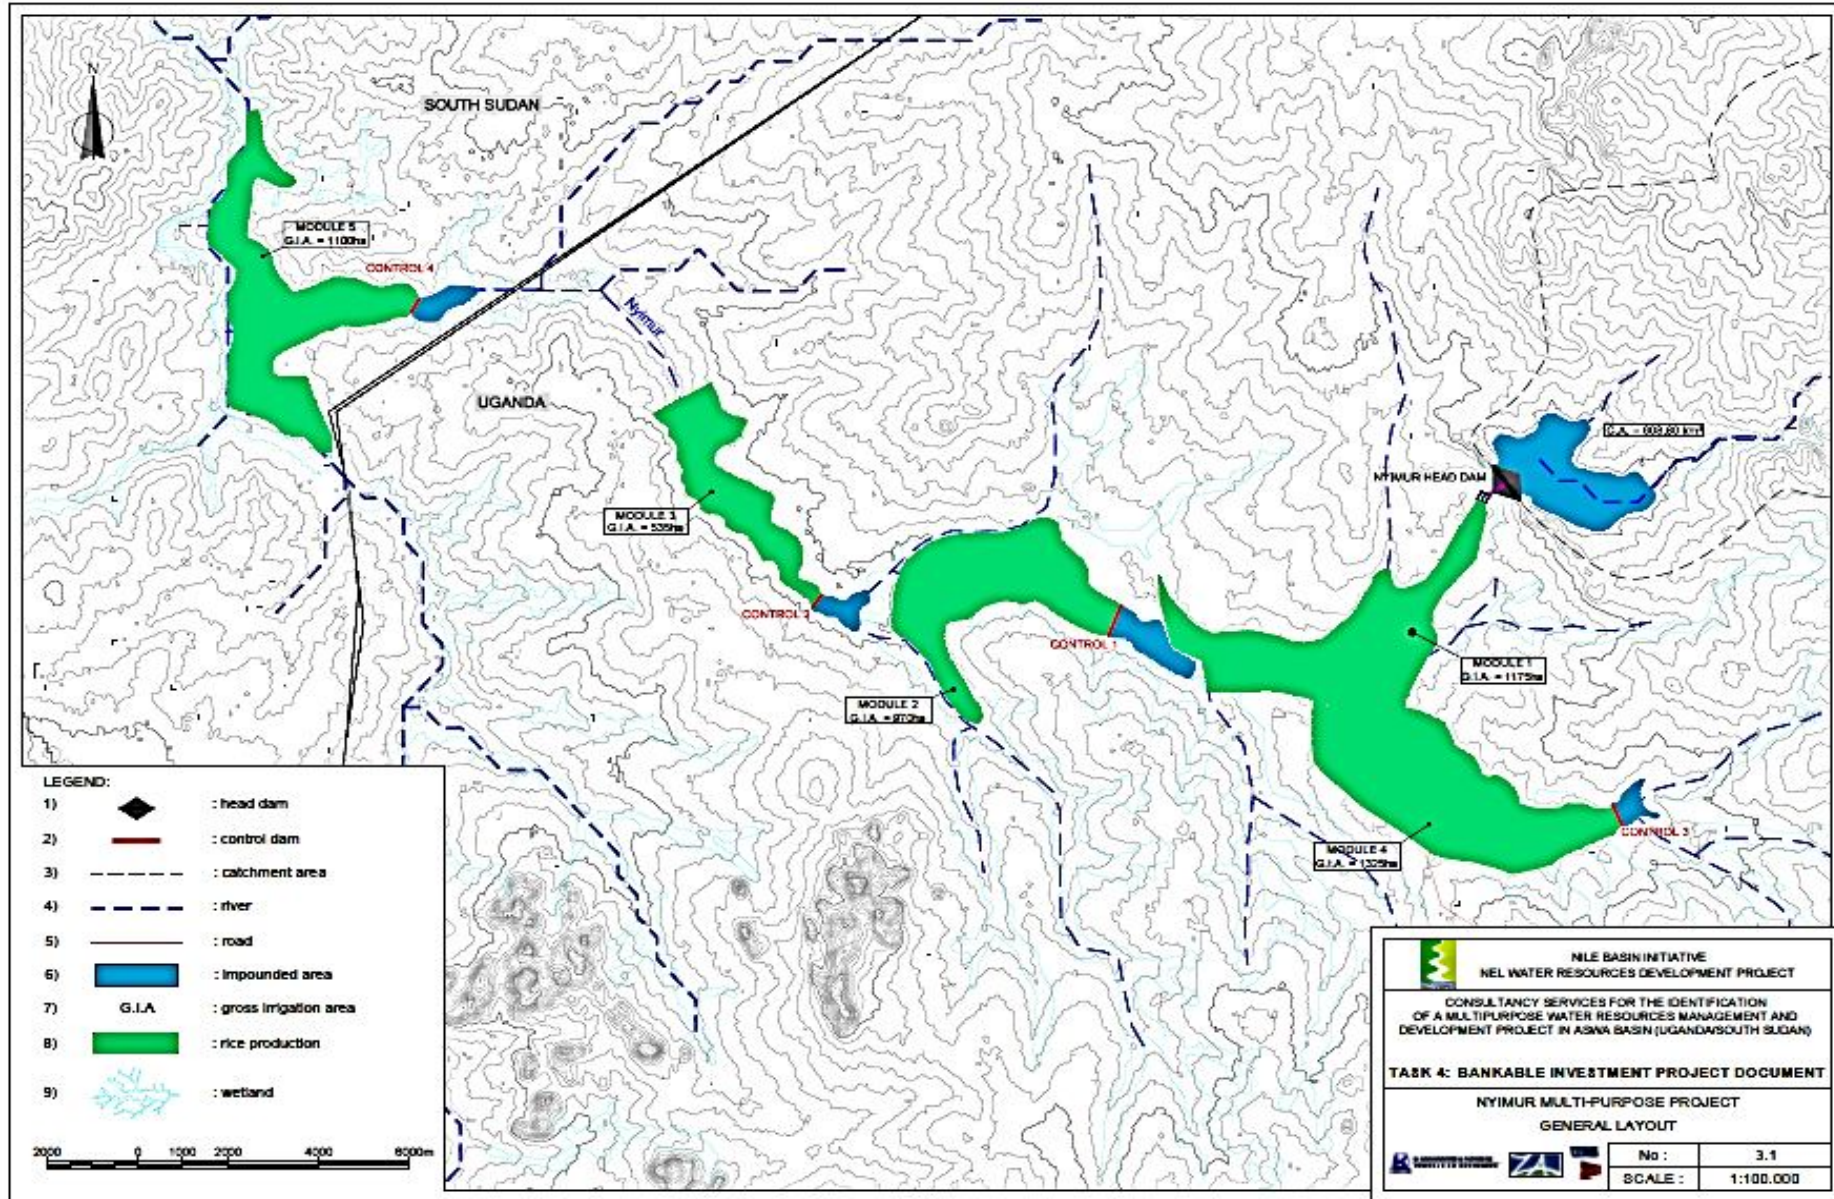 N
SOUTH SUDAN
MODULE 5
G.I.A. = 1100ha
CONTROL 4
Nyimur
UGANDA
NYIMUR HEAD DAM
MODULE 3
G.I.A. = 535ha
CONTROL 2
CONTROL 1
MODULE 1
G.I.A. = 1175ha
MODULE 2
G.I.A. = 970ha
MODULE 4
G.I.A. = 1325ha
CONTROL 3
LEGEND:
1) : head dam
2) : control dam
3) : catchment area
4) : river
5) : road
6) : impounded area
7) G.I.A : gross irrigation area
8) : rice production
9) : wetland
2000 0 1000 2000 4000 6000m
NILE BASIN INITIATIVE
NEL WATER RESOURCES DEVELOPMENT PROJECT
CONSULTANCY SERVICES FOR THE IDENTIFICATION
OF A MULTIPURPOSE WATER RESOURCES MANAGEMENT AND
DEVELOPMENT PROJECT IN ASWA BASIN (UGANDA/SOUTH SUDAN)
TASK 4: BANKABLE INVESTMENT PROJECT DOCUMENT
NYIMUR MULTI-PURPOSE PROJECT
GENERAL LAYOUT
No : 3.1
SCALE : 1:100.000